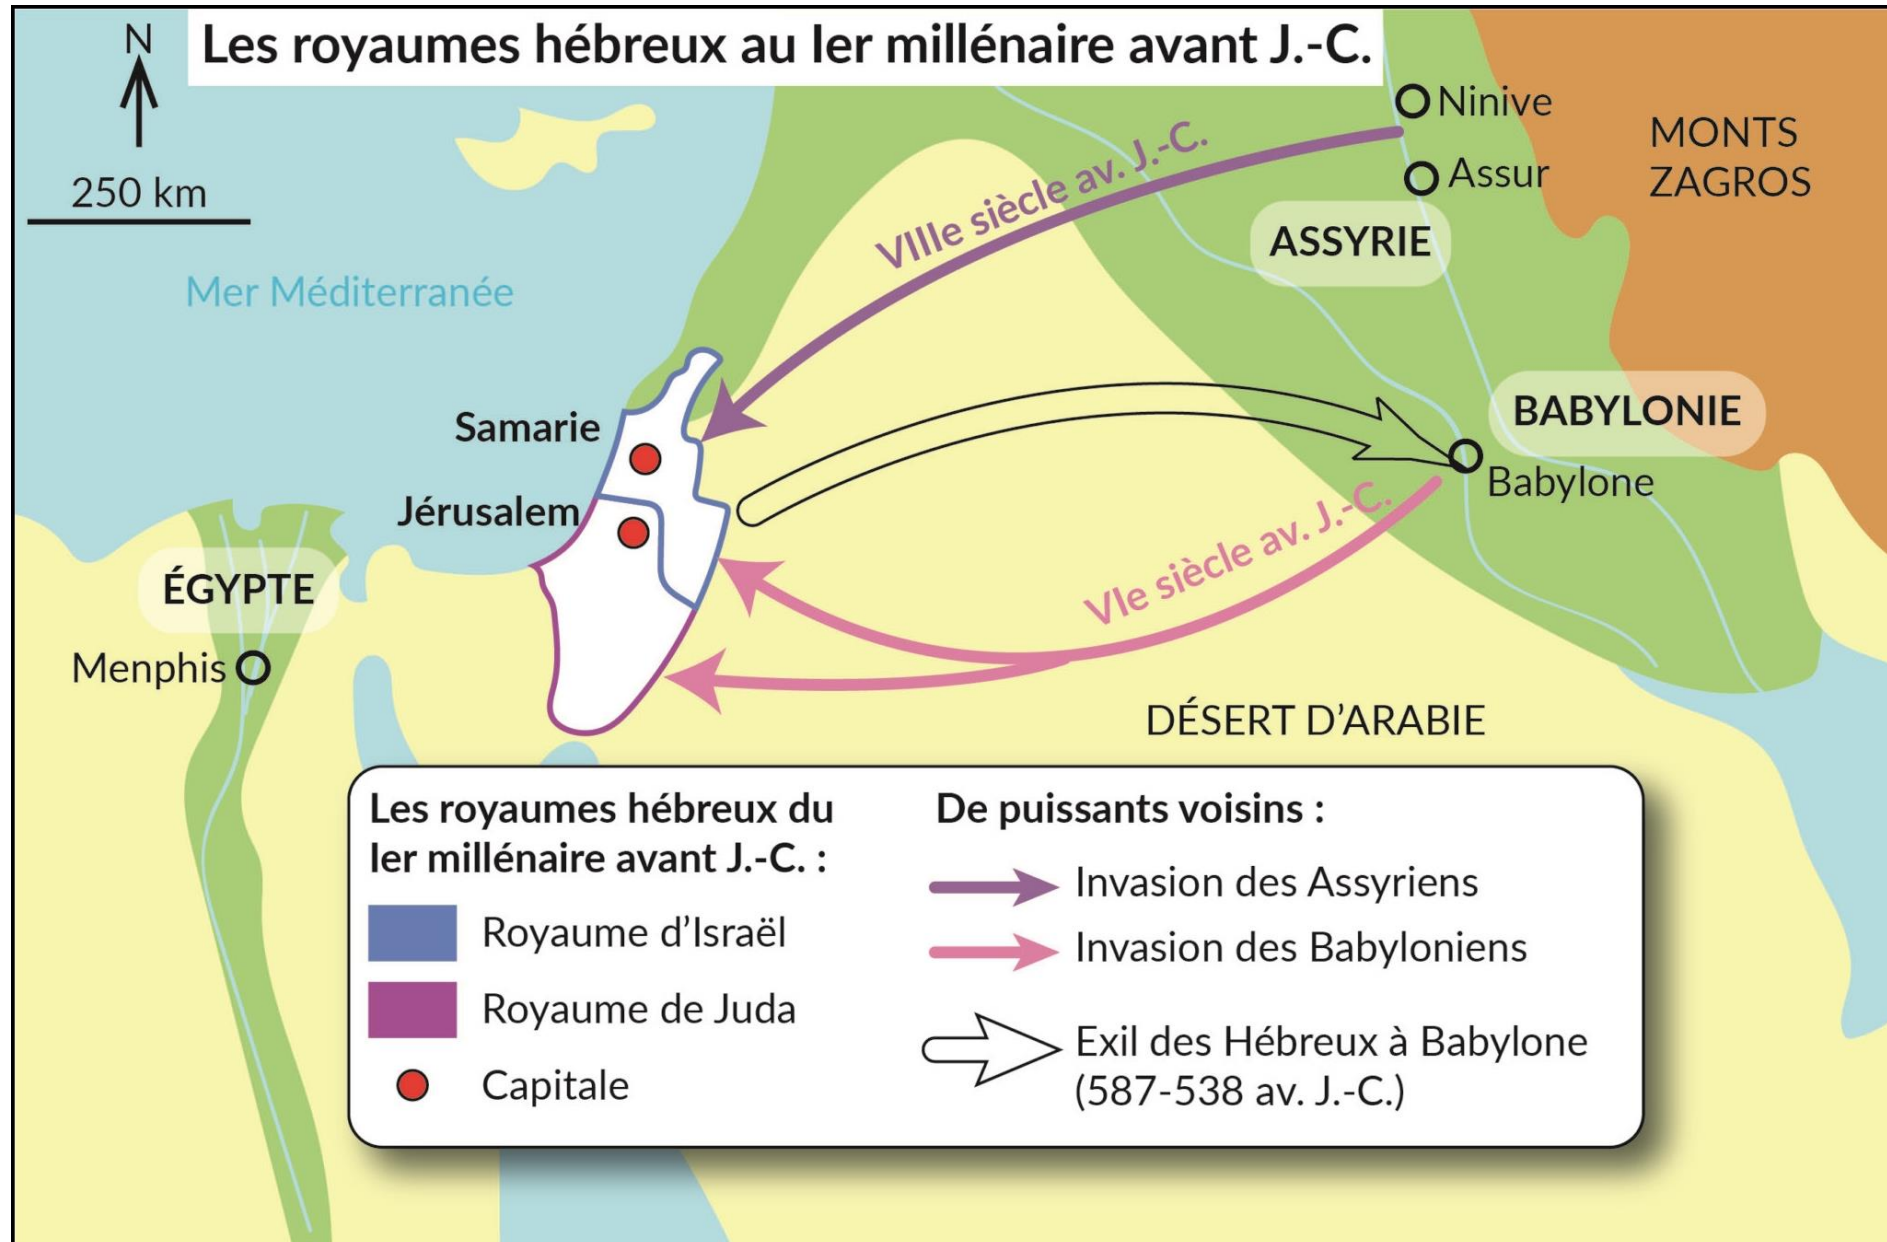 Les royaumes hébreux au Ier millénaire avant J.-C.
N
250 km
Mer Méditerranée
VIIIe siècle av. J.-C.
Ninive
Assur
MONTS
ZAGROS
ASSYRIE
BABYLONIE
Babylone
Samarie
Jérusalem
VIe siècle av. J.-C.
ÉGYPTE
Menphis
DÉSERT D’ARABIE
Les royaumes hébreux du
Ier millénaire avant J.-C. :
Royaume d’Israël
Royaume de Juda
Capitale
De puissants voisins :
Invasion des Assyriens
Invasion des Babyloniens
Exil des Hébreux à Babylone
(587-538 av. J.-C.)